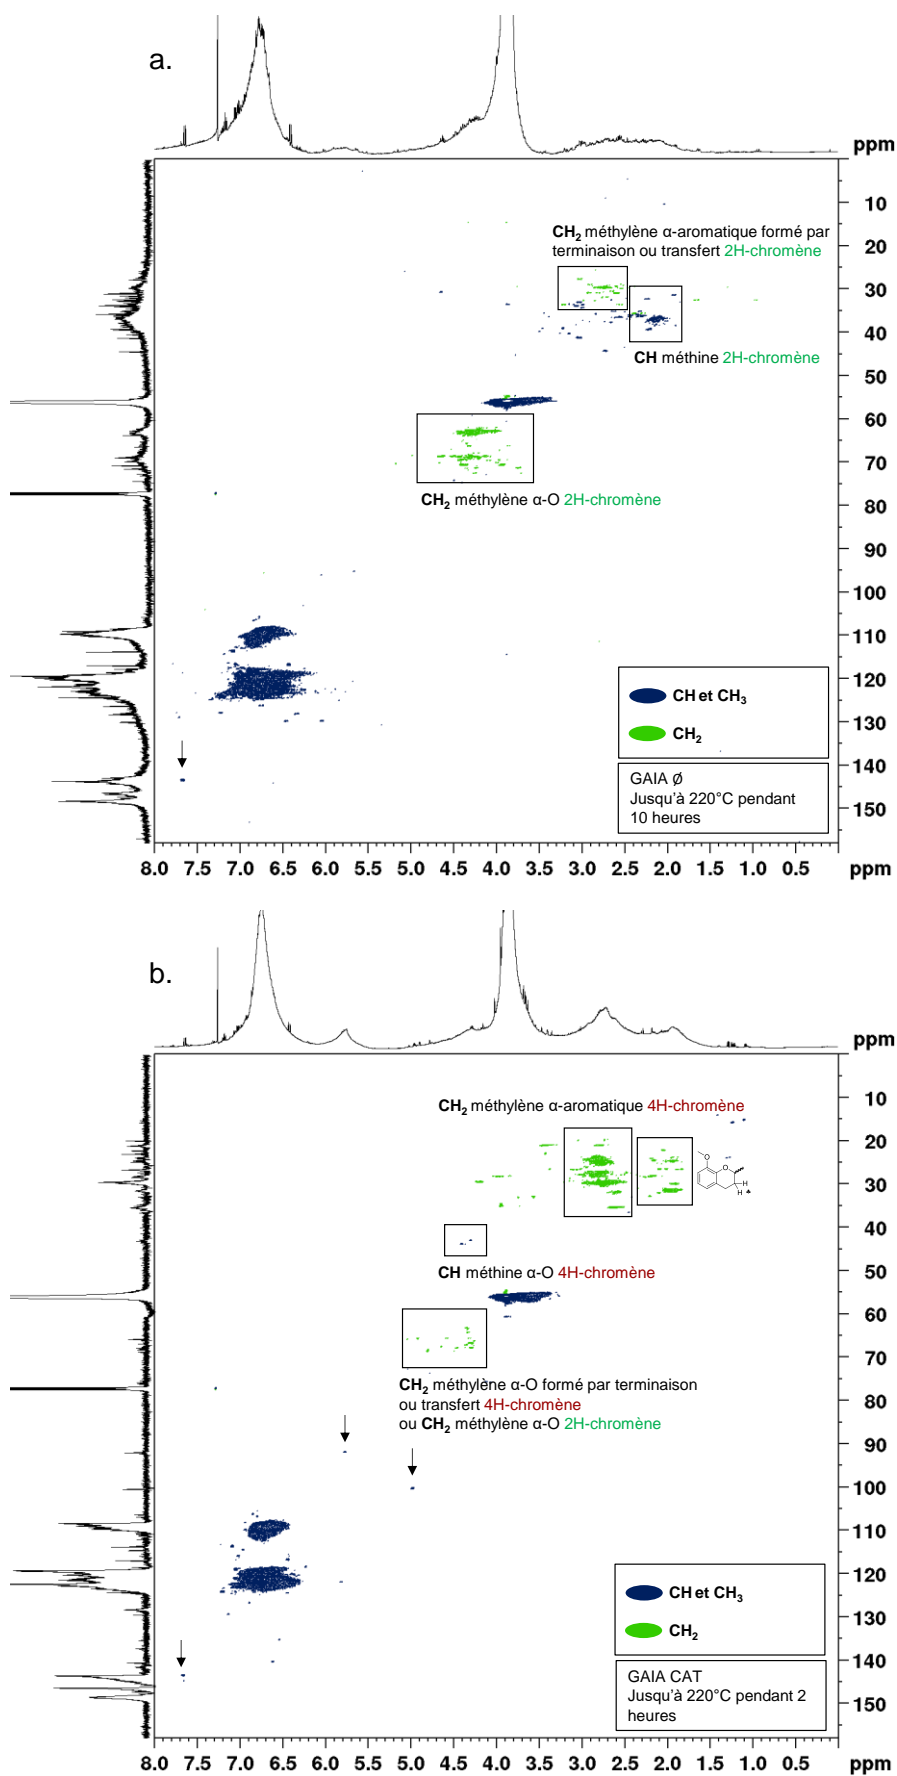 a.
ppm
10
20
30
40
50
60
70
80
90
100
110
120
130
140
150
CH2 méthylène α-aromatique formé par
terminaison ou transfert 2H-chromène
CH méthine 2H-chromène
CH2 méthylène α-O 2H-chromène
CH et CH3
CH2
GAIA Ø
Jusqu'à 220°C pendant
10 heures
8.0 7.5 7.0 6.5 6.0 5.5 5.0 4.5 4.0 3.5 3.0 2.5 2.0 1.5 1.0 0.5 ppm
b.
ppm
10
20
30
40
50
60
70
80
90
100
110
120
130
140
150
CH2 méthylène α-aromatique 4H-chromène
O
O
H
H
CH méthine α-O 4H-chromène
CH2 méthylène α-O formé par terminaison
ou transfert 4H-chromène
ou CH2 méthylène α-O 2H-chromène
CH et CH3
CH2
GAIA CAT
Jusqu'à 220°C pendant 2
heures
8.0 7.5 7.0 6.5 6.0 5.5 5.0 4.5 4.0 3.5 3.0 2.5 2.0 1.5 1.0 0.5 ppm